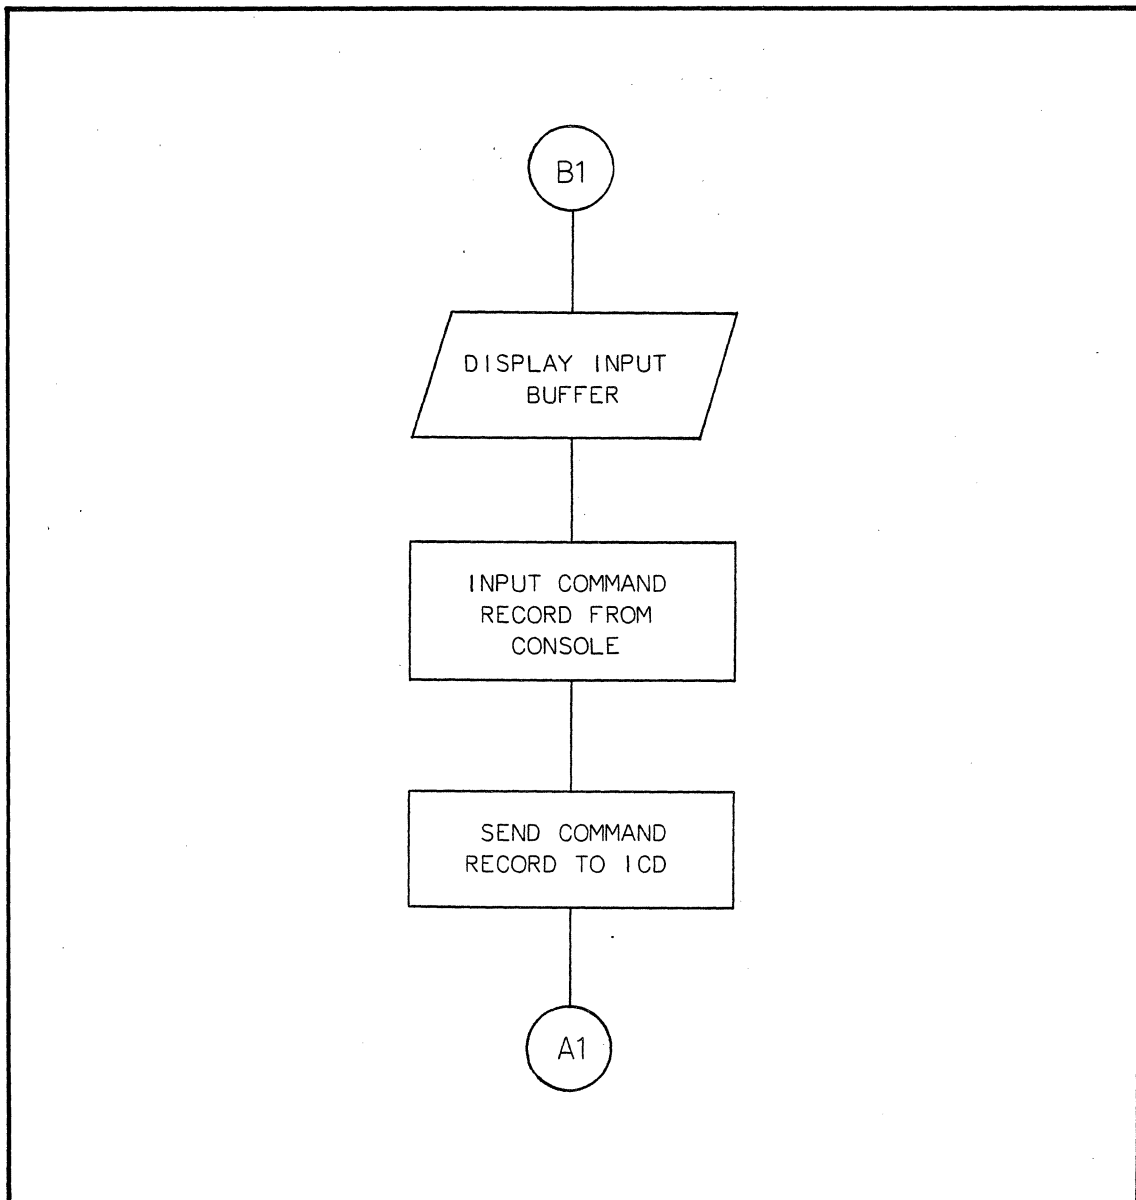 B1
DISPLAY INPUT
BUFFER
INPUT COMMAND
RECORD FROM
CONSOLE
SEND COMMAND
RECORD TO ICD
A1